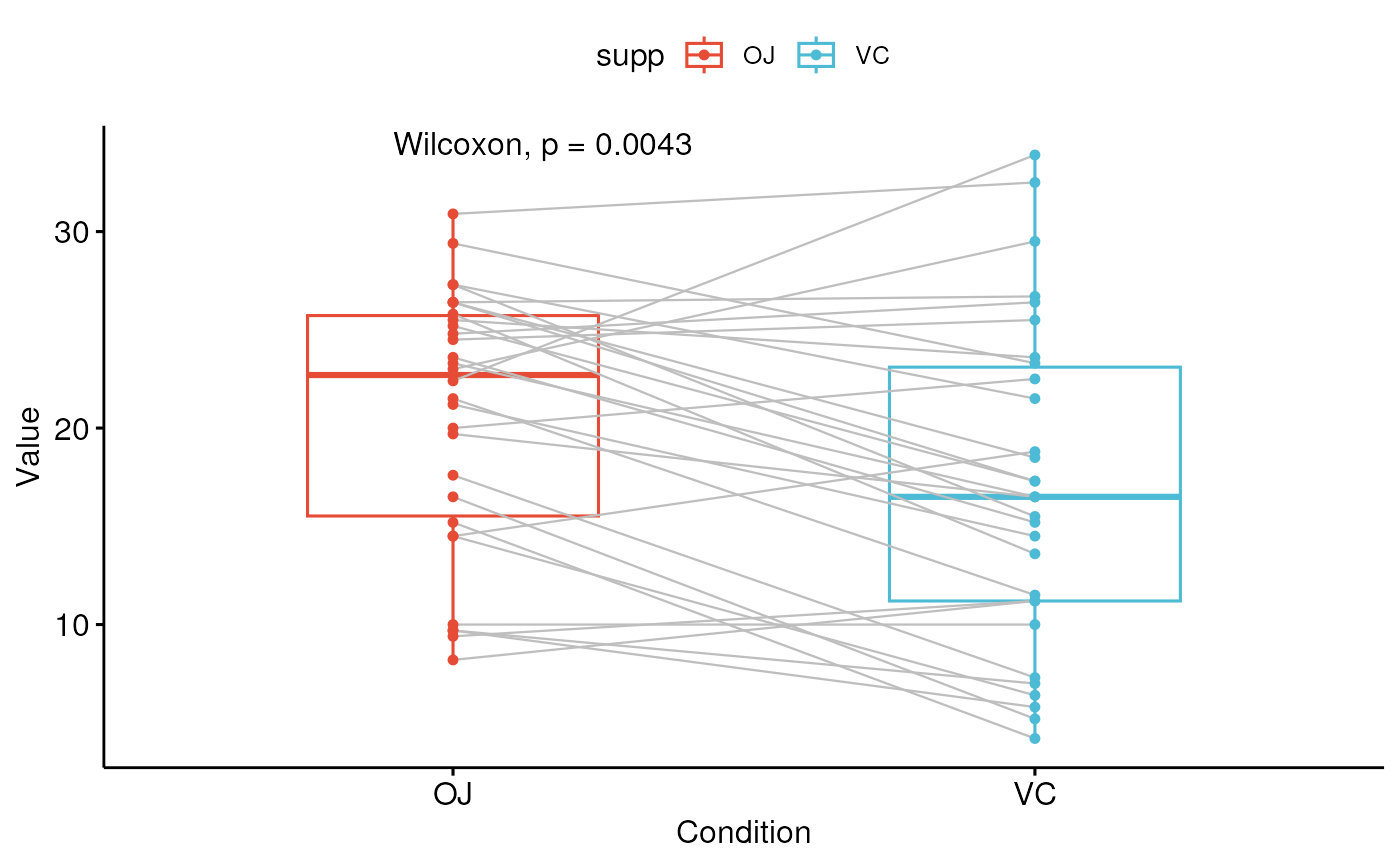 supp OJ VC
Wilcoxon, p = 0.0043
30
20
10
Value
OJ VC
Condition